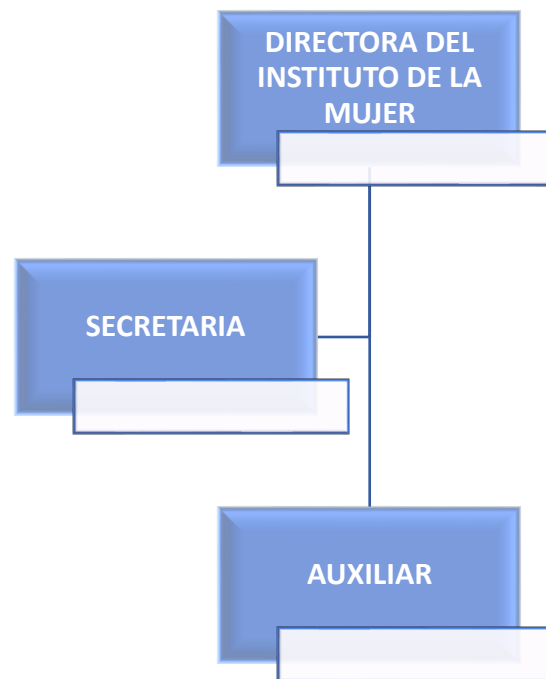 DIRECTORA DEL
INSTITUTO DE LA
MUJER
SECRETARIA
AUXILIAR